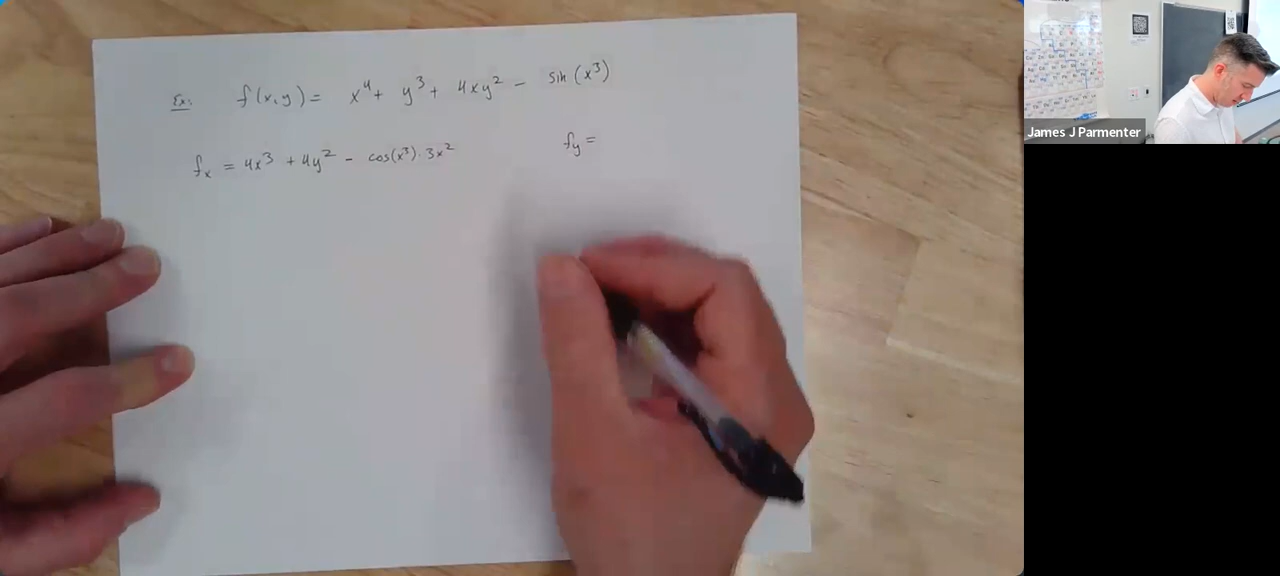 Ex: f(x,y) = x⁴ + y³ + 4xy² - sin(x³)
fₓ = 4x³ + 4y² - cos(x³)·3x²
f_y =
James J Parmenter